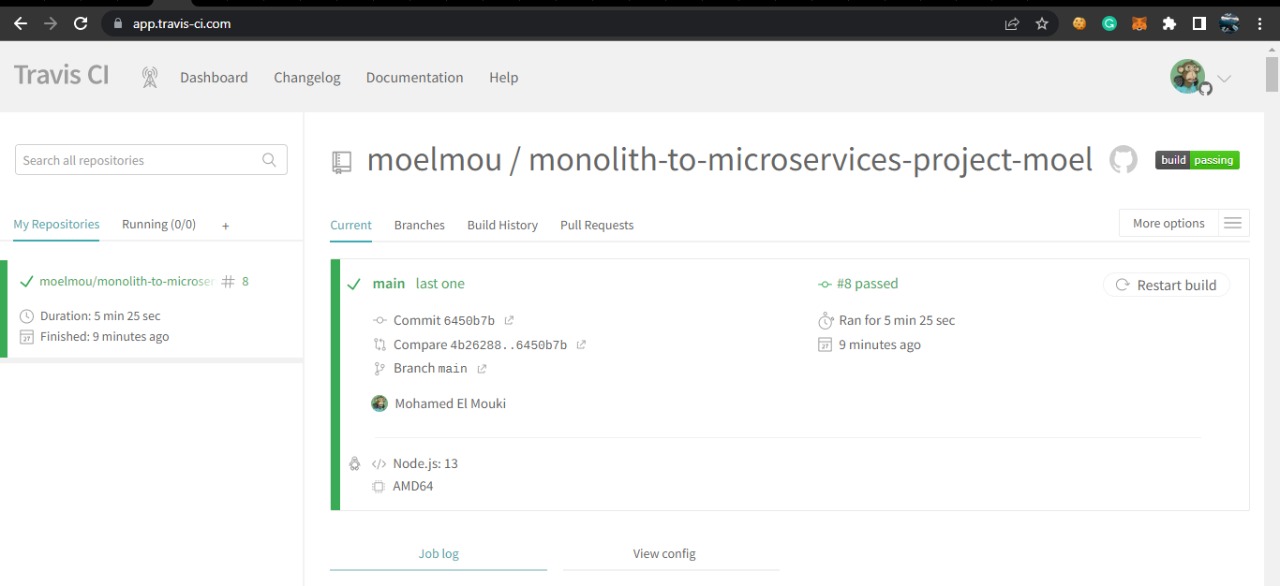 app.travis-ci.com
Travis CI
Dashboard
Changelog
Documentation
Help
Search all repositories
My Repositories
Running (0/0)
+
moelmou/monolith-to-microser
# 8
Duration: 5 min 25 sec
Finished: 9 minutes ago
moelmou / monolith-to-microservices-project-moel
build passing
Current
Branches
Build History
Pull Requests
More options
main last one
Commit 6450b7b
Compare 4b26288..6450b7b
Branch main
Mohamed El Mouki
#8 passed
Ran for 5 min 25 sec
9 minutes ago
Restart build
Node.js: 13
AMD64
Job log
View config